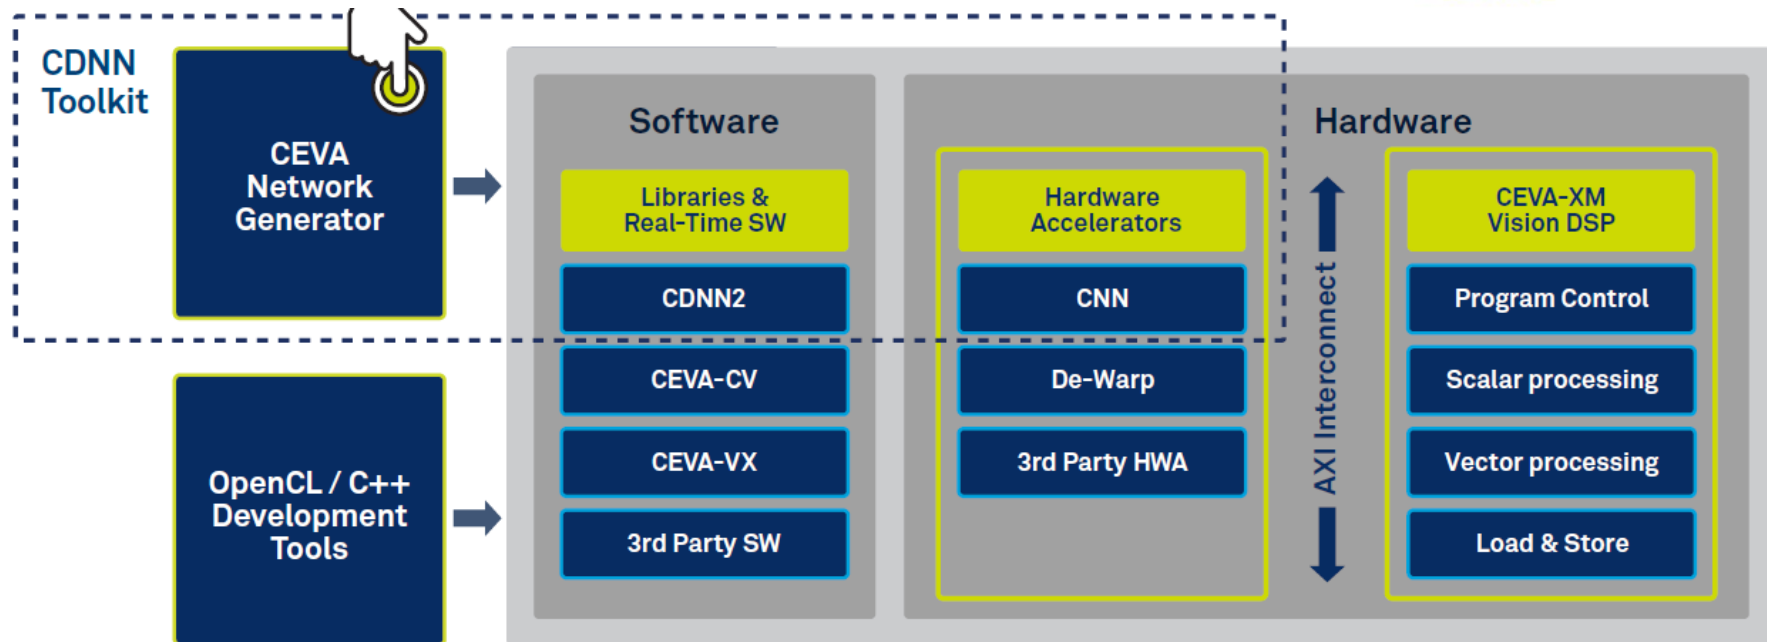 CDNN
Toolkit
CEVA
Network
Generator
OpenCL / C++
Development
Tools
Software
Libraries &
Real-Time SW
CDNN2
CEVA-CV
CEVA-VX
3rd Party SW
Hardware
Hardware
Accelerators
CNN
De-Warp
3rd Party HWA
AXI Interconnect
CEVA-XM
Vision DSP
Program Control
Scalar processing
Vector processing
Load & Store